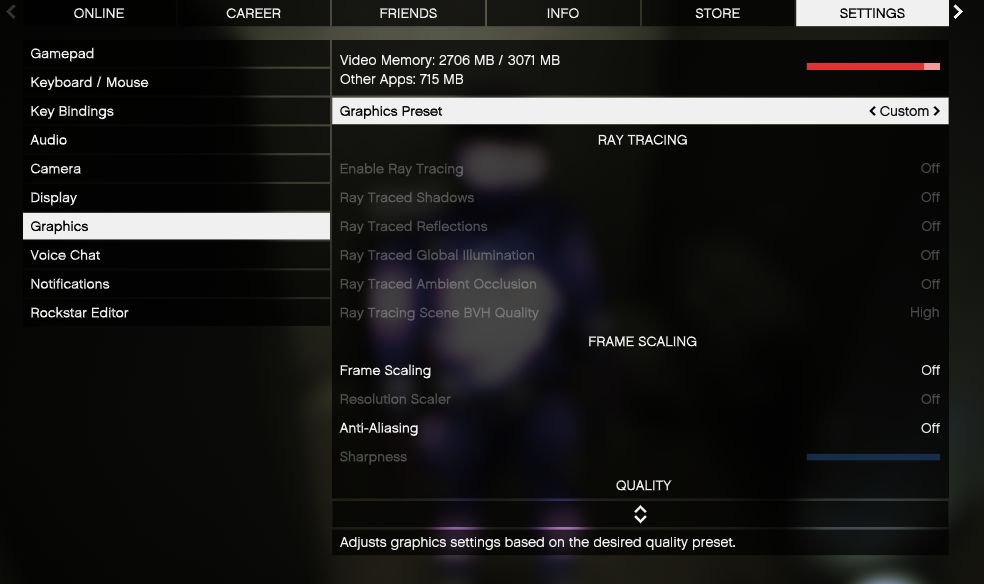 ONLINE CAREER FRIENDS INFO STORE SETTINGS
Gamepad
Keyboard / Mouse
Key Bindings
Audio
Camera
Display
Graphics
Voice Chat
Notifications
Rockstar Editor
Video Memory: 2706 MB / 3071 MB
Other Apps: 715 MB
Graphics Preset Custom
RAY TRACING
Enable Ray Tracing Off
Ray Traced Shadows Off
Ray Traced Reflections Off
Ray Traced Global Illumination Off
Ray Traced Ambient Occlusion Off
Ray Tracing Scene BVH Quality High
FRAME SCALING
Frame Scaling Off
Resolution Scaler Off
Anti-Aliasing Off
Sharpness
QUALITY
Adjusts graphics settings based on the desired quality preset.